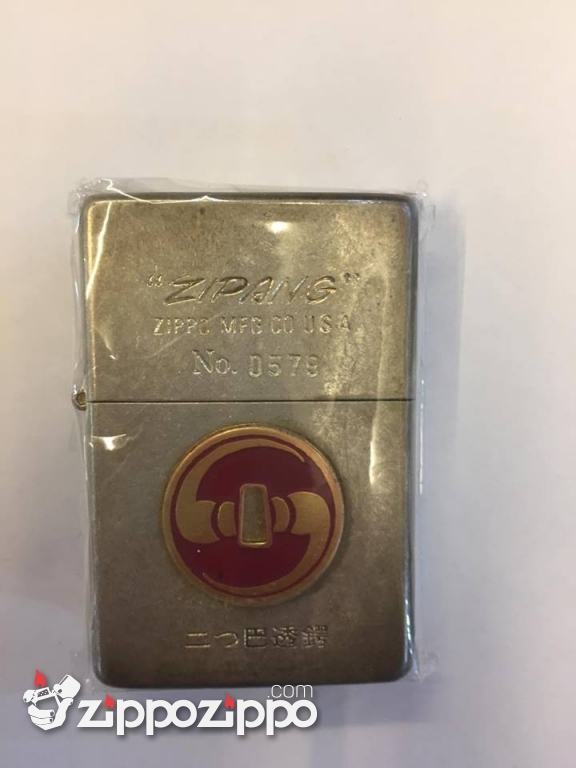 "ZIPANG"
ZIPPO MFG CO USA
No. 0579
二つ巴透鍔
.com
zippozippo